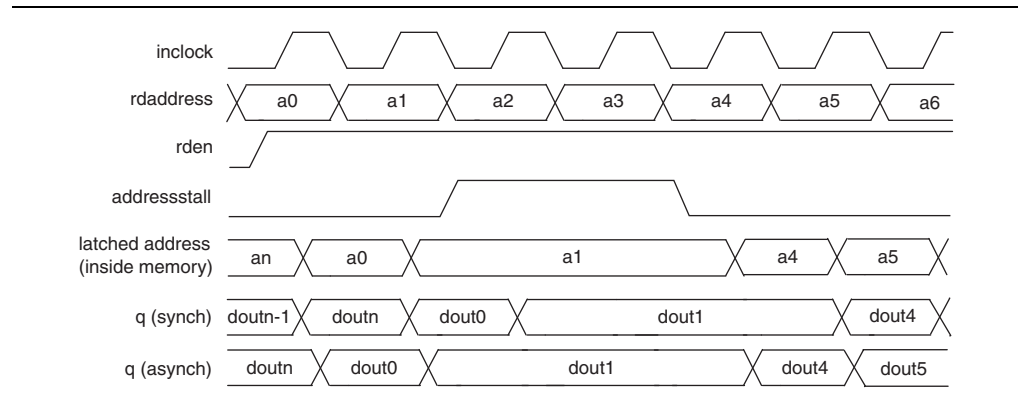 inclock
rdaddress a0 a1 a2 a3 a4 a5 a6
rden
addressstall
latched address
(inside memory) an a0 a1 a4 a5
q (synch) doutn-1 doutn dout0 dout1 dout4
q (asynch) doutn dout0 dout1 dout4 dout5